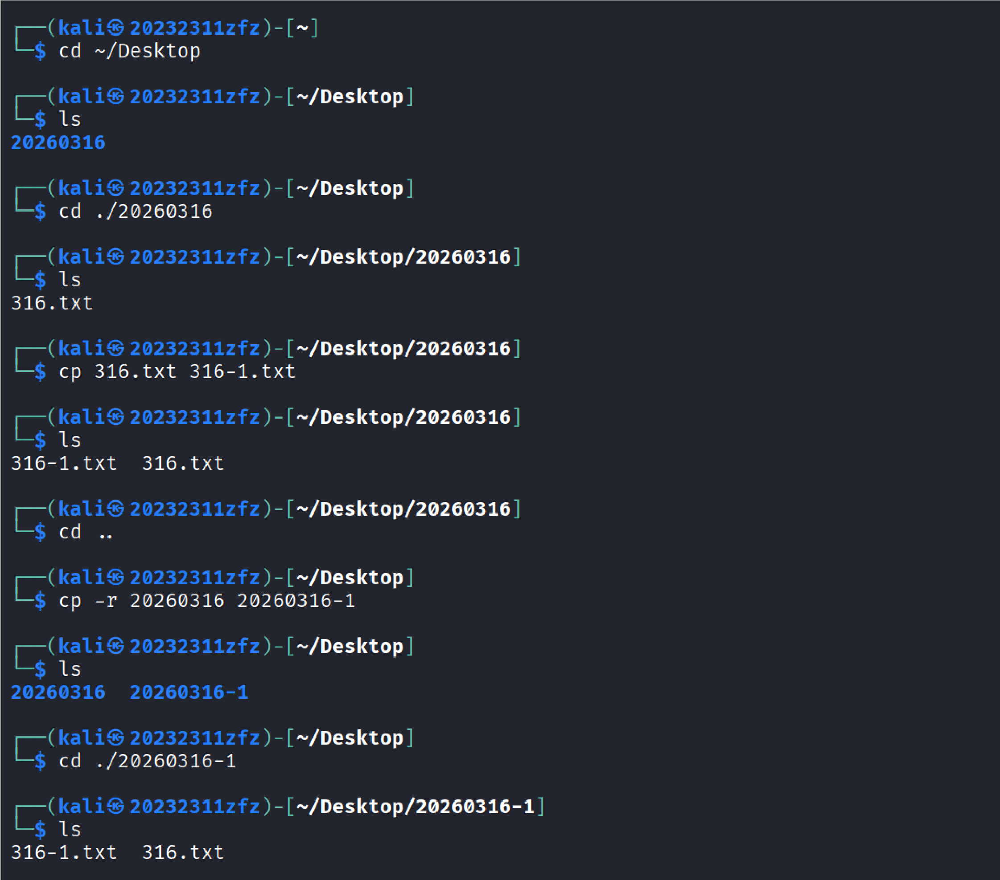 ┌──(kali㉿20232311zfz)-[~]
└─$ cd ~/Desktop
┌──(kali㉿20232311zfz)-[~/Desktop]
└─$ ls
20260316
┌──(kali㉿20232311zfz)-[~/Desktop]
└─$ cd ./20260316
┌──(kali㉿20232311zfz)-[~/Desktop/20260316]
└─$ ls
316.txt
┌──(kali㉿20232311zfz)-[~/Desktop/20260316]
└─$ cp 316.txt 316-1.txt
┌──(kali㉿20232311zfz)-[~/Desktop/20260316]
└─$ ls
316-1.txt  316.txt
┌──(kali㉿20232311zfz)-[~/Desktop/20260316]
└─$ cd ..
┌──(kali㉿20232311zfz)-[~/Desktop]
└─$ cp -r 20260316 20260316-1
┌──(kali㉿20232311zfz)-[~/Desktop]
└─$ ls
20260316  20260316-1
┌──(kali㉿20232311zfz)-[~/Desktop]
└─$ cd ./20260316-1
┌──(kali㉿20232311zfz)-[~/Desktop/20260316-1]
└─$ ls
316-1.txt  316.txt